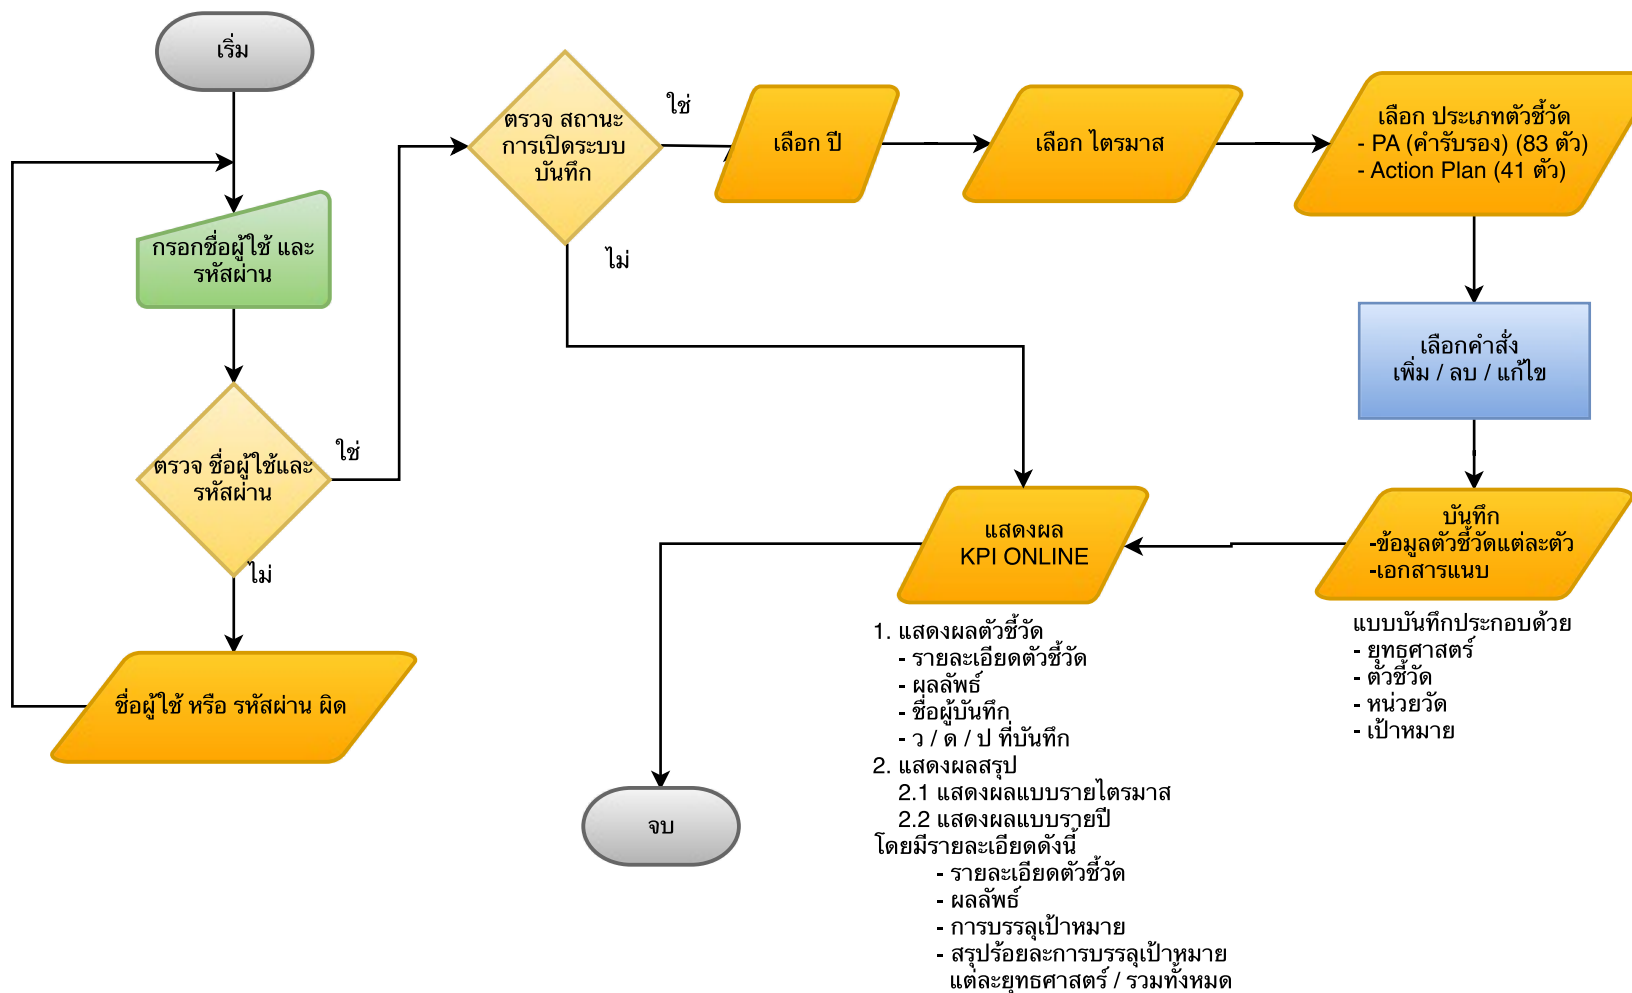 เริ่ม
กรอกชื่อผู้ใช้ และ
รหัสผ่าน
ตรวจ ชื่อผู้ใช้และ
รหัสผ่าน
ใช่
ไม่
ชื่อผู้ใช้ หรือ รหัสผ่าน ผิด
ตรวจ สถานะ
การเปิดระบบ
บันทึก
ใช่
ไม่
เลือก ปี
เลือก ไตรมาส
เลือก ประเภทตัวชี้วัด
- PA (คำรับรอง) (83 ตัว)
- Action Plan (41 ตัว)
เลือกคำสั่ง
เพิ่ม / ลบ / แก้ไข
บันทึก
-ข้อมูลตัวชี้วัดแต่ละตัว
-เอกสารแนบ
แบบบันทึกประกอบด้วย
- ยุทธศาสตร์
- ตัวชี้วัด
- หน่วยวัด
- เป้าหมาย
แสดงผล
KPI ONLINE
1. แสดงผลตัวชี้วัด
- รายละเอียดตัวชี้วัด
- ผลลัพธ์
- ชื่อผู้บันทึก
- ว / ด / ป ที่บันทึก
2. แสดงผลสรุป
2.1 แสดงผลแบบรายไตรมาส
2.2 แสดงผลแบบรายปี
โดยมีรายละเอียดดังนี้
- รายละเอียดตัวชี้วัด
- ผลลัพธ์
- การบรรลุเป้าหมาย
- สรุปร้อยละการบรรลุเป้าหมาย
แต่ละยุทธศาสตร์ / รวมทั้งหมด
จบ